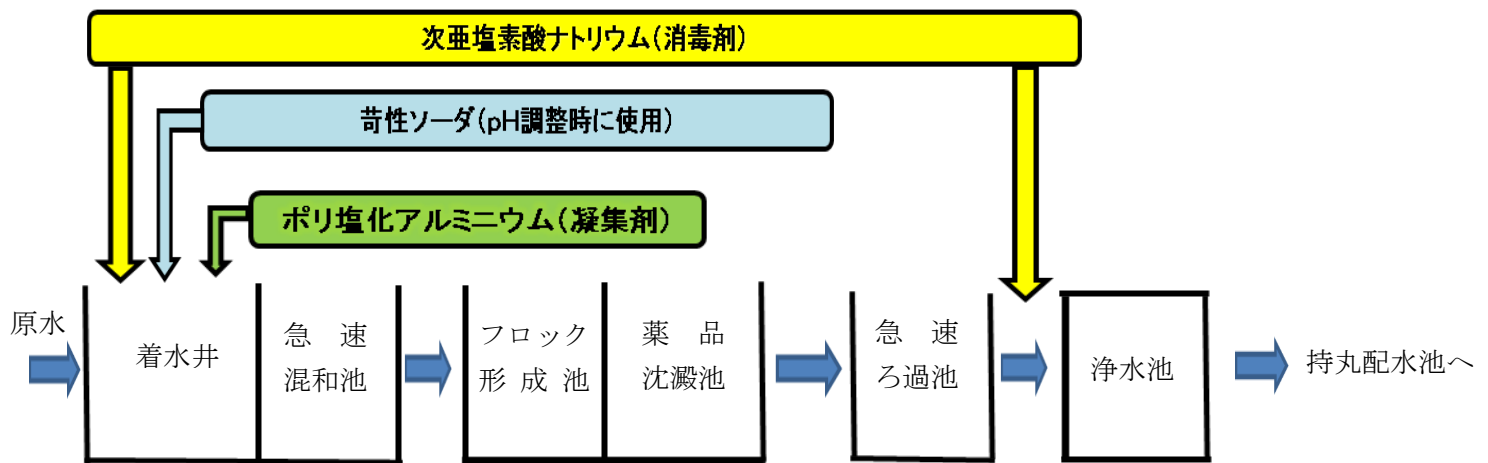 次亜塩素酸ナトリウム(消毒剤)
苛性ソーダ(pH調整時に使用)
ポリ塩化アルミニウム(凝集剤)
原水
着水井
急速
混和池
フロック
形成池
薬品
沈澱池
急速
ろ過池
浄水池
持丸配水池へ